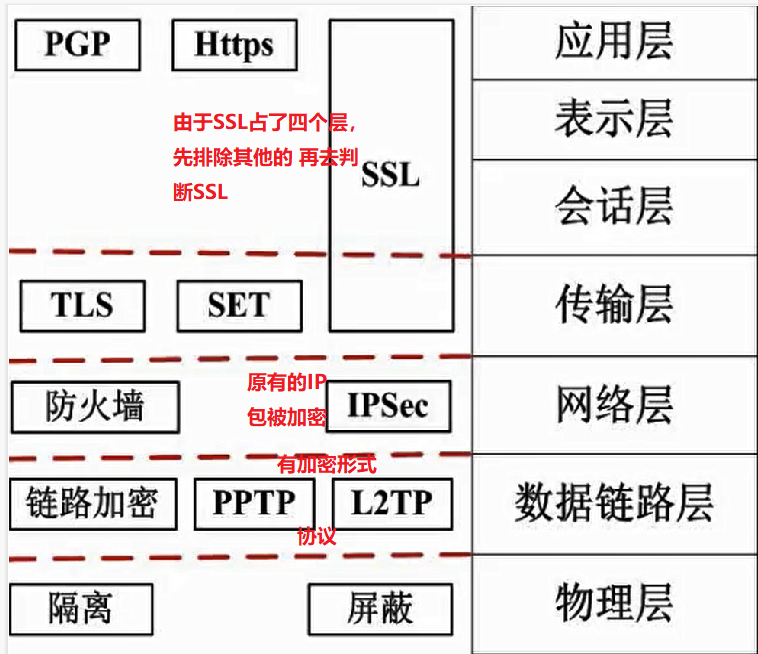 PGP
Https
应用层
由于SSL占了四个层，
先排除其他的 再去判
断SSL
SSL
表示层
会话层
TLS
SET
传输层
防火墙
原有的IP
包被加密
IPSec
网络层
有加密形式
链路加密
PPTP
L2TP
数据链路层
协议
隔离
屏蔽
物理层